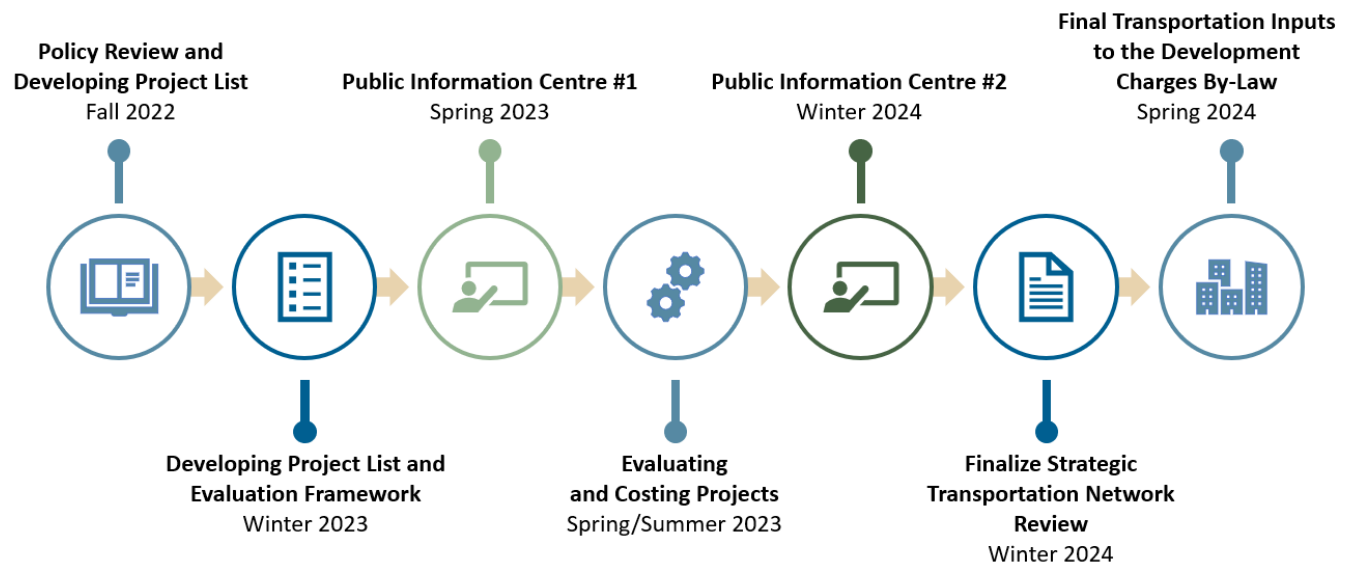 Policy Review and
Developing Project List
Fall 2022
Developing Project List and
Evaluation Framework
Winter 2023
Public Information Centre #1
Spring 2023
Evaluating
and Costing Projects
Spring/Summer 2023
Public Information Centre #2
Winter 2024
Finalize Strategic
Transportation Network
Review
Winter 2024
Final Transportation Inputs
to the Development
Charges By-Law
Spring 2024